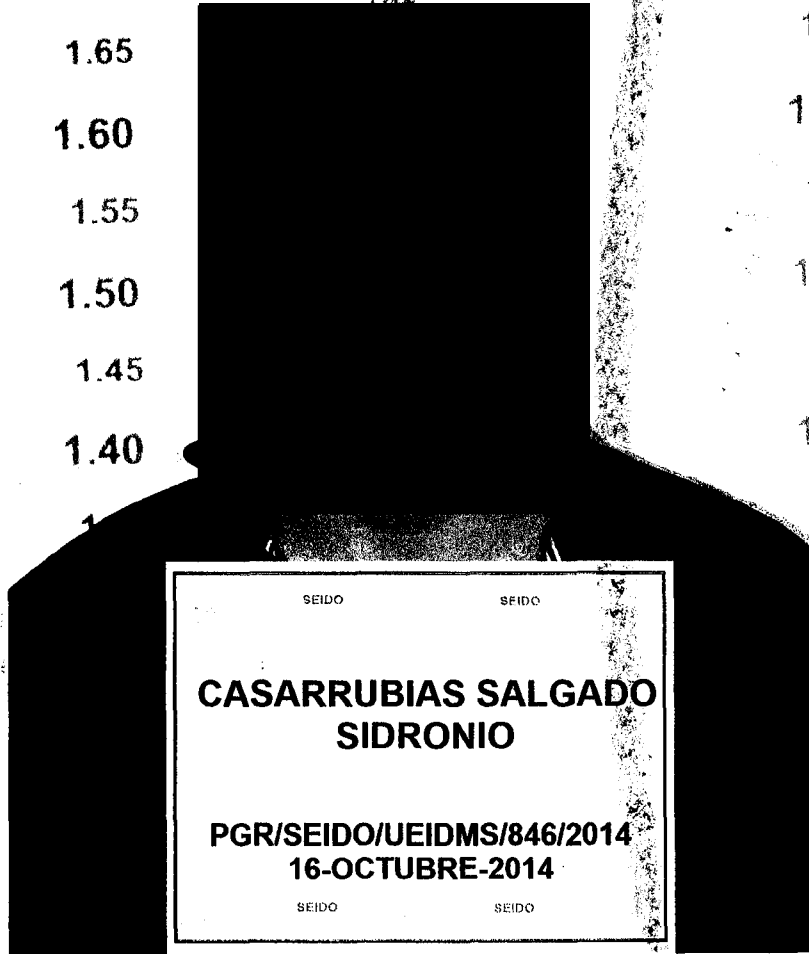 1.65
1.60
1.55
1.50
1.45
1.40
SEIDO SEIDO
CASARRUBIAS SALGADO
SIDRONIO
PGR/SEIDO/UEIDMS/846/2014
16-OCTUBRE-2014
SEIDO SEIDO